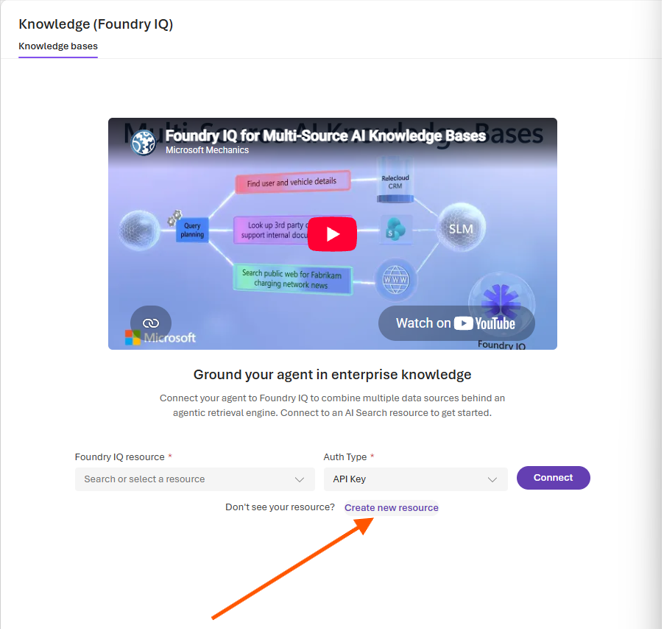 Knowledge (Foundry IQ)
Knowledge bases
Foundry IQ for Multi-Source AI Knowledge Bases
Microsoft Mechanics
Find user and vehicle details
Relecloud
CRM
Query
planning
Look up 3rd party
support internal docu
SLM
Search public web for Fabrikam
charging network news
WWW
Watch on YouTube
Microsoft
Foundry IQ
Ground your agent in enterprise knowledge
Connect your agent to Foundry IQ to combine multiple data sources behind an
agentic retrieval engine. Connect to an AI Search resource to get started.
Foundry IQ resource *
Auth Type *
Search or select a resource
API Key
Connect
Don't see your resource? Create new resource